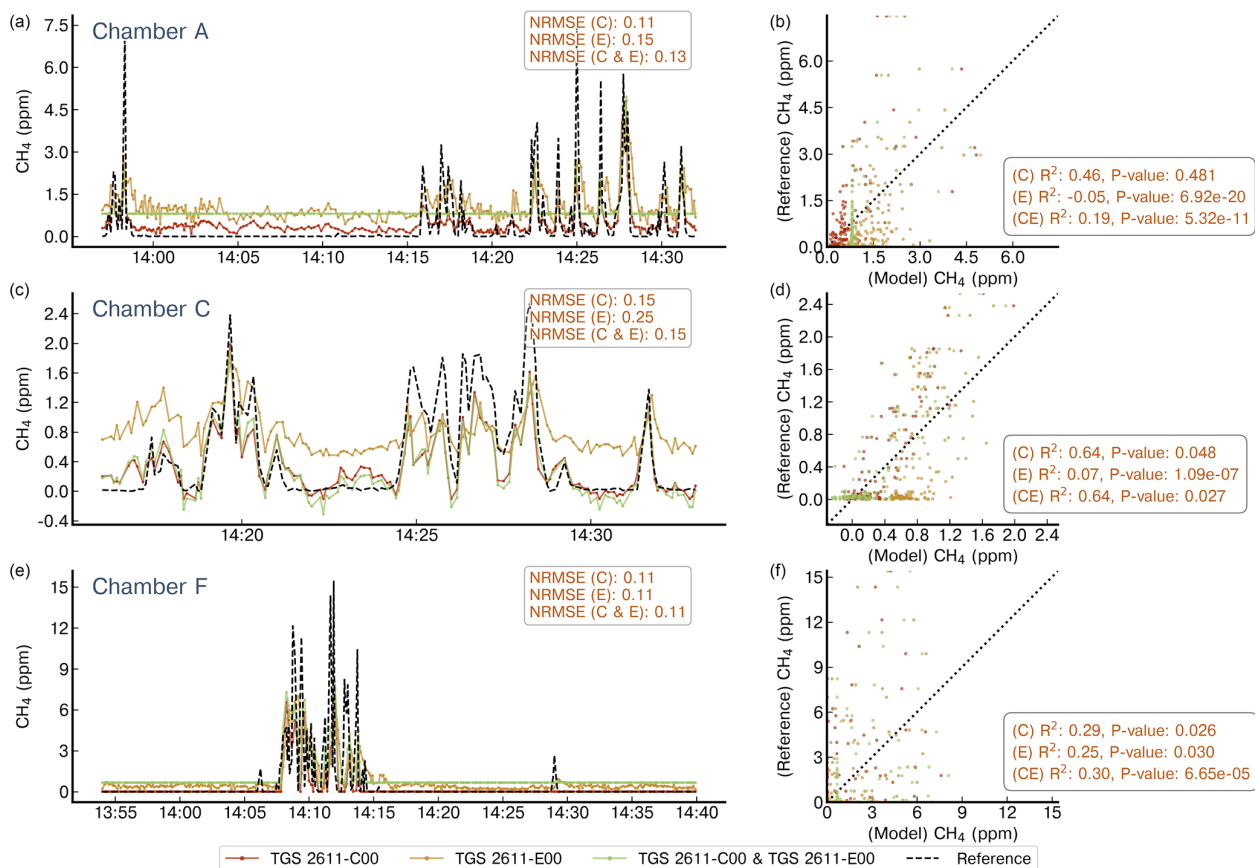 (a)
Chamber A
NRMSE (C): 0.11
NRMSE (E): 0.15
NRMSE (C & E): 0.13
CH4 (ppm)
7.5
6.0
4.5
3.0
1.5
0.0
14:00 14:05 14:10 14:15 14:20 14:25 14:30
(b)
(Reference) CH4 (ppm)
6.0
4.5
3.0
1.5
0.0
0.0 1.5 3.0 4.5 6.0
(Model) CH4 (ppm)
(C) R2: 0.46, P-value: 0.481
(E) R2: -0.05, P-value: 6.92e-20
(CE) R2: 0.19, P-value: 5.32e-11
(c)
Chamber C
NRMSE (C): 0.15
NRMSE (E): 0.25
NRMSE (C & E): 0.15
CH4 (ppm)
2.4
2.0
1.6
1.2
0.8
0.4
0.0
-0.4
14:20 14:25 14:30
(d)
(Reference) CH4 (ppm)
2.4
2.0
1.6
1.2
0.8
0.4
0.0
0.0 0.4 0.8 1.2 1.6 2.0 2.4
(Model) CH4 (ppm)
(C) R2: 0.64, P-value: 0.048
(E) R2: 0.07, P-value: 1.09e-07
(CE) R2: 0.64, P-value: 0.027
(e)
Chamber F
NRMSE (C): 0.11
NRMSE (E): 0.11
NRMSE (C & E): 0.11
CH4 (ppm)
15
12
9
6
3
0
13:55 14:00 14:05 14:10 14:15 14:20 14:25 14:30 14:35 14:40
(f)
(Reference) CH4 (ppm)
15
12
9
6
3
0
0 3 6 9 12 15
(Model) CH4 (ppm)
(C) R2: 0.29, P-value: 0.026
(E) R2: 0.25, P-value: 0.030
(CE) R2: 0.30, P-value: 6.65e-05
TGS 2611-C00 TGS 2611-E00 TGS 2611-C00 & TGS 2611-E00 Reference